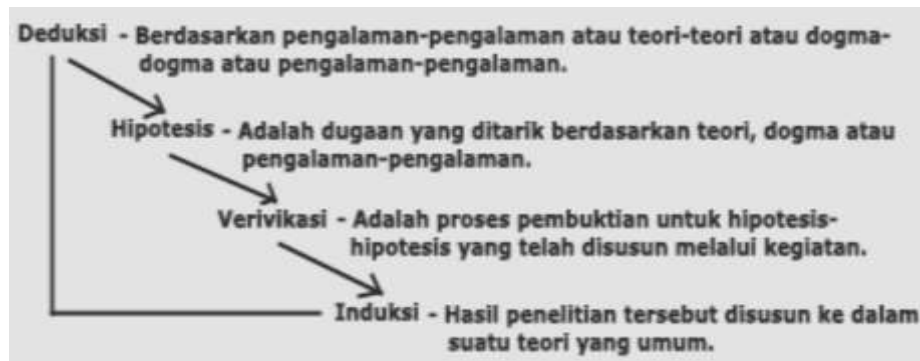 Deduksi - Berdasarkan pengalaman-pengalaman atau teori-teori atau dogma-
dogma atau pengalaman-pengalaman.
Hipotesis - Adalah dugaan yang ditarik berdasarkan teori, dogma atau
pengalaman-pengalaman.
Verivikasi - Adalah proses pembuktian untuk hipotesis-
hipotesis yang telah disusun melalui kegiatan.
Induksi - Hasil penelitian tersebut disusun ke dalam
suatu teori yang umum.